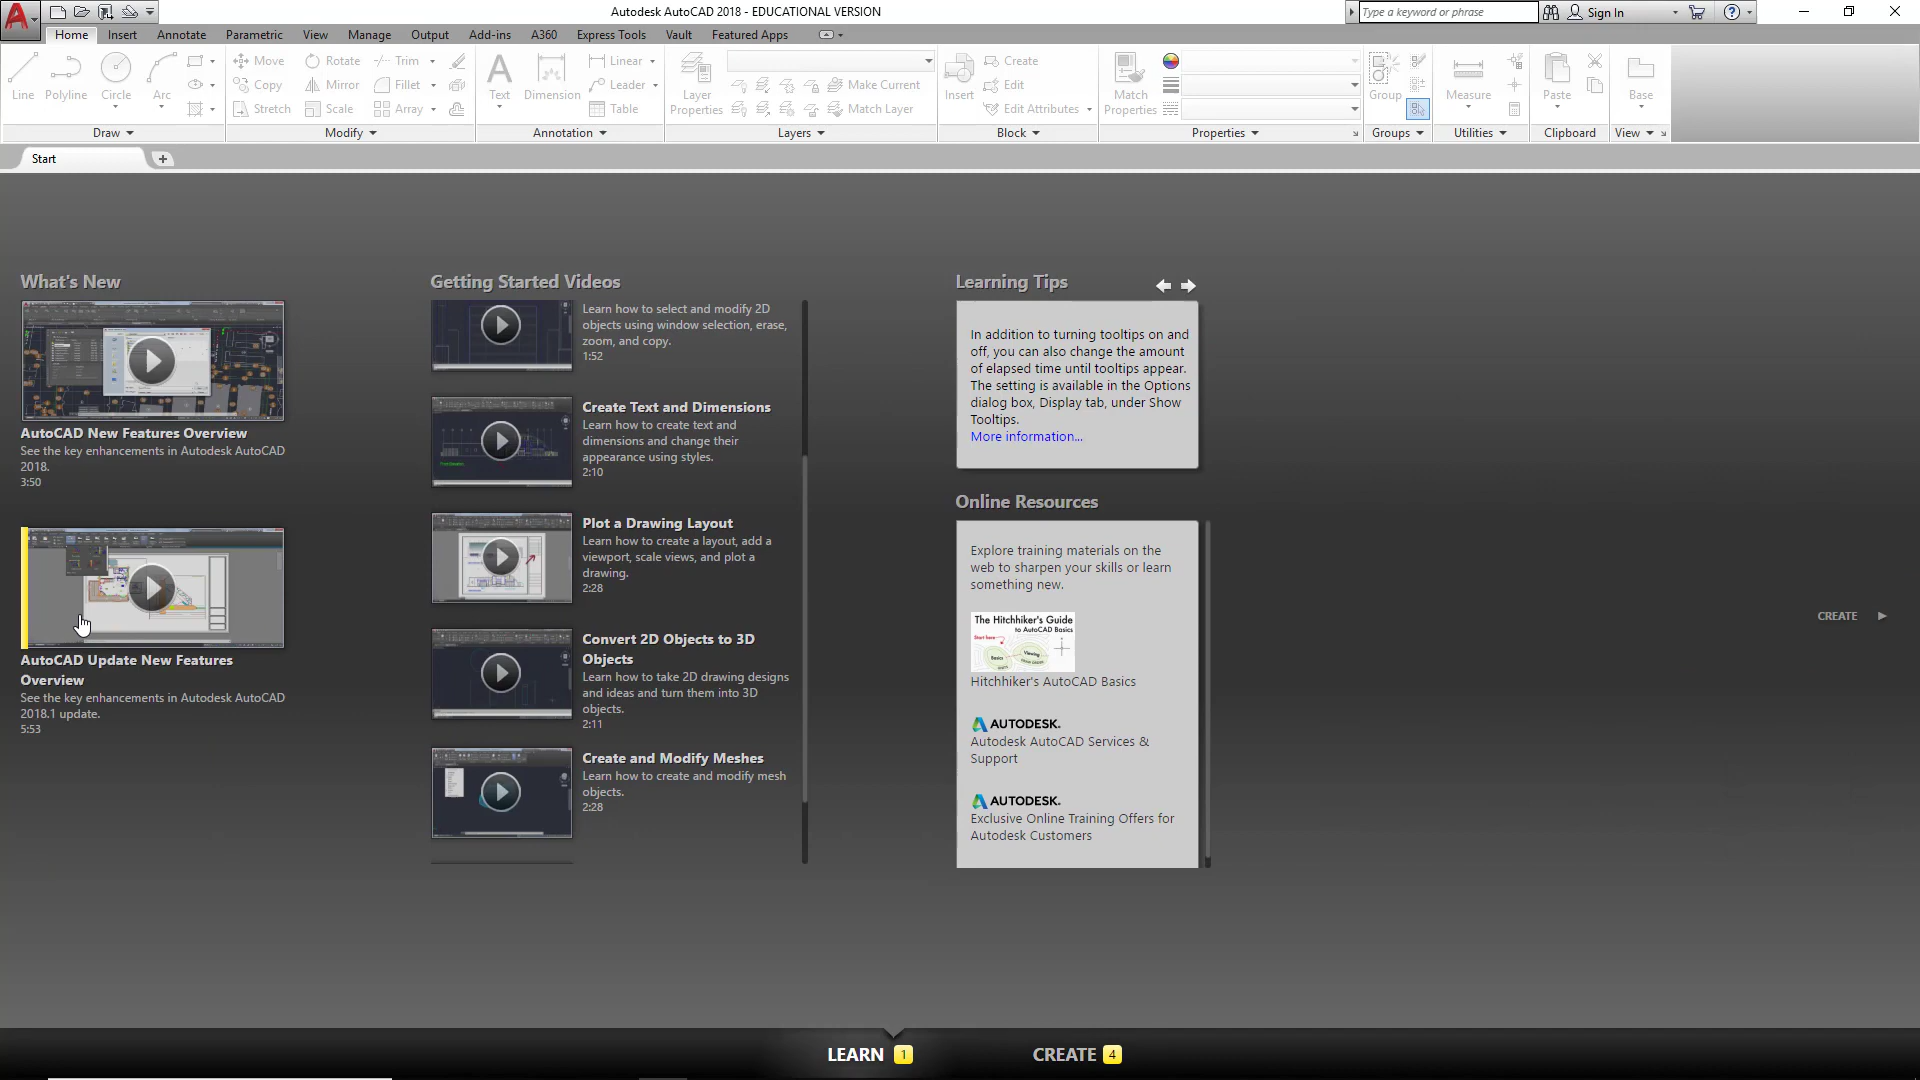 Autodesk AutoCAD 2018 - EDUCATIONAL VERSION
Type a keyword or phrase
Sign In
Home
Insert
Annotate
Parametric
View
Manage
Output
Add-ins
A360
Express Tools
Vault
Featured Apps
Line
Polyline
Circle
Arc
Draw
Move
Rotate
Trim
Copy
Mirror
Fillet
Stretch
Scale
Array
Modify
Text
Dimension
Linear
Leader
Table
Annotation
Layer
Properties
Make Current
Match Layer
Layers
Insert
Create
Edit
Edit Attributes
Block
Match
Properties
Properties
Group
Groups
Measure
Utilities
Paste
Clipboard
Base
View
Start
What's New
AutoCAD New Features Overview
See the key enhancements in Autodesk AutoCAD
2018.
3:50
AutoCAD Update New Features
Overview
See the key enhancements in Autodesk AutoCAD
2018.1 update.
5:53
Getting Started Videos
Learn how to select and modify 2D
objects using window selection, erase,
zoom, and copy.
1:52
Create Text and Dimensions
Learn how to create text and
dimensions and change their
appearance using styles.
2:10
Plot a Drawing Layout
Learn how to create a layout, add a
viewport, scale views, and plot a
drawing.
2:28
Convert 2D Objects to 3D
Objects
Learn how to take 2D drawing designs
and ideas and turn them into 3D
objects.
2:11
Create and Modify Meshes
Learn how to create and modify mesh
objects.
2:28
Learning Tips
In addition to turning tooltips on and
off, you can also change the amount
of elapsed time until tooltips appear.
The setting is available in the Options
dialog box, Display tab, under Show
Tooltips.
More information...
Online Resources
Explore training materials on the
web to sharpen your skills or learn
something new.
The Hitchhiker's Guide
to AutoCAD Basics
Start here
Basics
Viewing
Hitchhiker's AutoCAD Basics
AUTODESK.
Autodesk AutoCAD Services &
Support
AUTODESK.
Exclusive Online Training Offers for
Autodesk Customers
CREATE
LEARN 1
CREATE 4